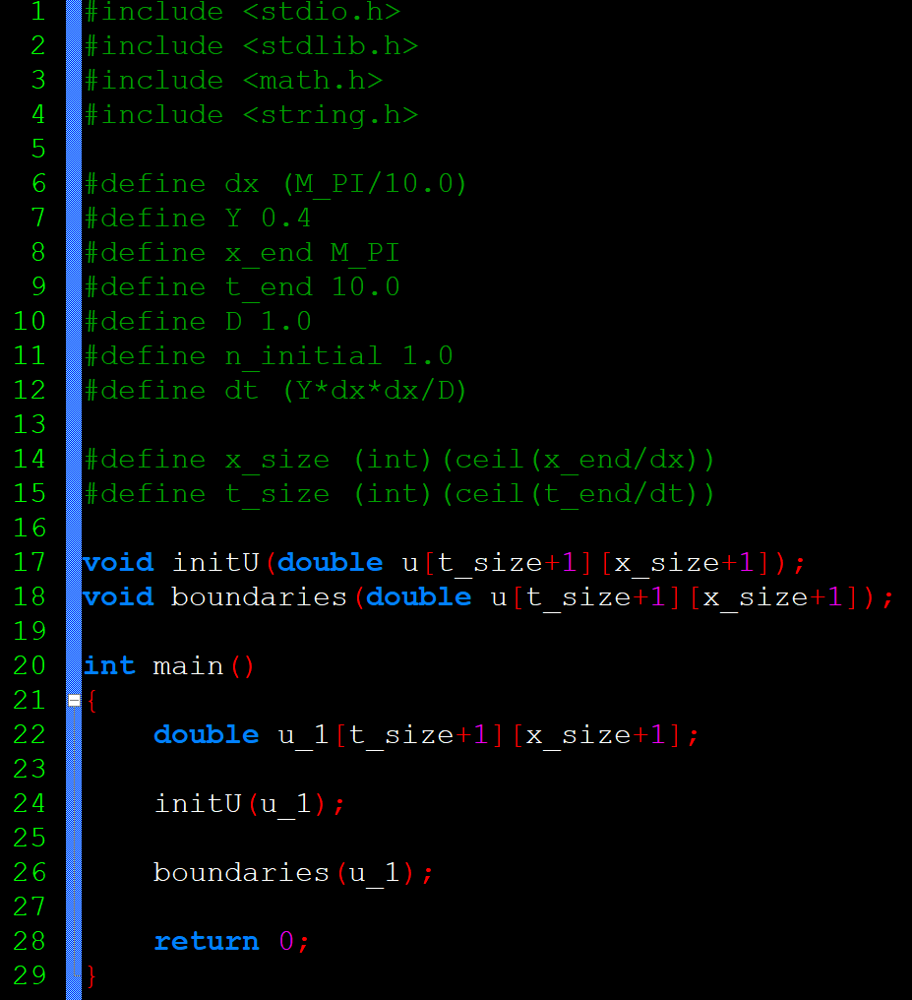 1 #include <stdio.h>
2 #include <stdlib.h>
3 #include <math.h>
4 #include <string.h>
5
6 #define dx (M_PI/10.0)
7 #define Y 0.4
8 #define x_end M_PI
9 #define t_end 10.0
10 #define D 1.0
11 #define n_initial 1.0
12 #define dt (Y*dx*dx/D)
13
14 #define x_size (int)(ceil(x_end/dx))
15 #define t_size (int)(ceil(t_end/dt))
16
17 void initU(double u[t_size+1][x_size+1]);
18 void boundaries(double u[t_size+1][x_size+1]);
19
20 int main()
21 {
22     double u_1[t_size+1][x_size+1];
23
24     initU(u_1);
25
26     boundaries(u_1);
27
28     return 0;
29 }